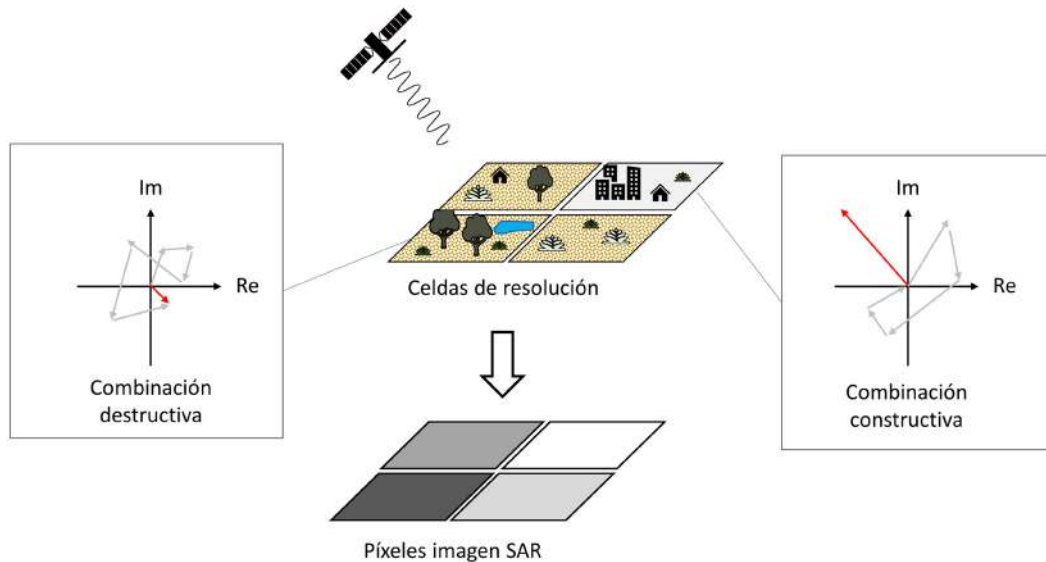 Im
Re
Combinación
destructiva
Celdas de resolución
Im
Re
Combinación
constructiva
Píxeles imagen SAR